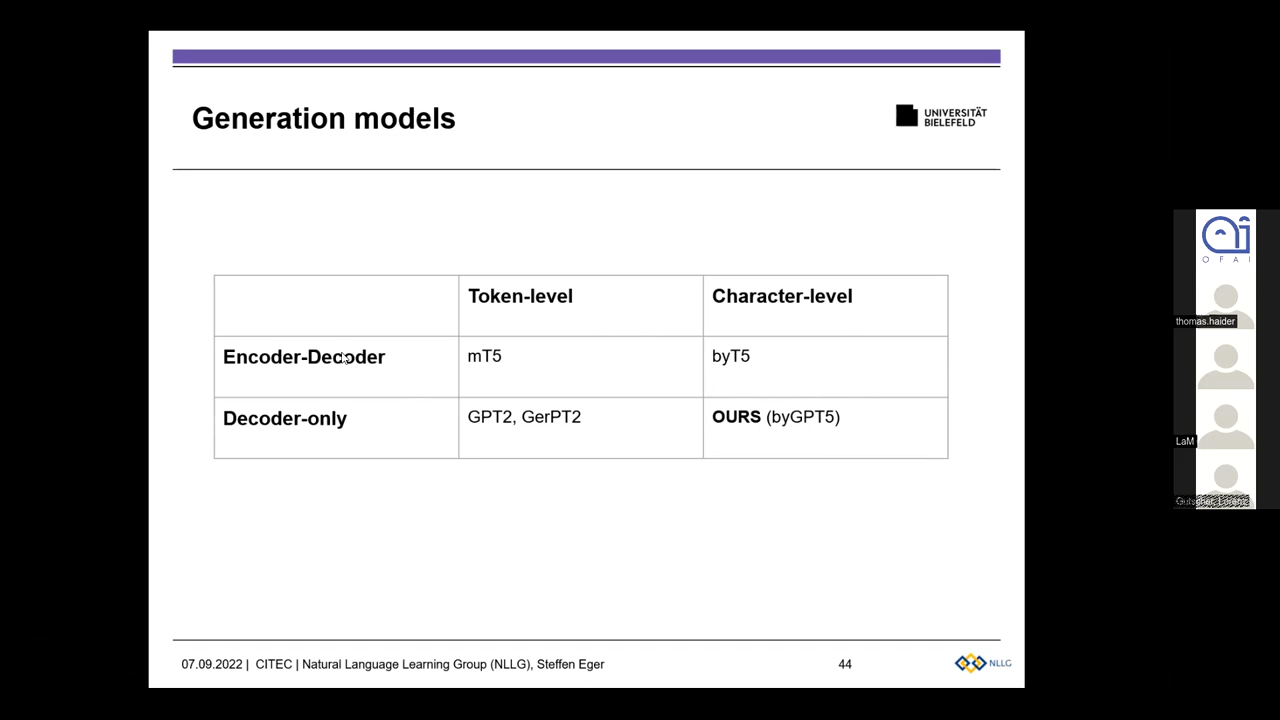 Generation models
UNIVERSITÄT
BIELEFELD
Token-level Character-level
Encoder-Decoder mT5 byT5
Decoder-only GPT2, GerPT2 OURS (byGPT5)
07.09.2022 | CITEC | Natural Language Learning Group (NLLG), Steffen Eger 44 NLLG
OFAI
thomas.haider
LaM